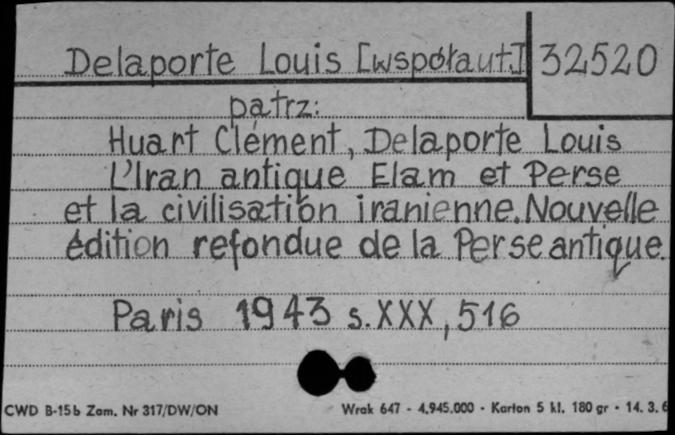 Delaporte Louis [współaut.] 32520
patrz:
Huart Clément, Delaporte Louis
L'Iran antique Elam et Perse
et la civilisation iranienne. Nouvelle
édition refondue de la Perse antique.
Paris 1943 s. XXX, 516
CWD B-15b Zam. Nr 317/DW/ON Wrak 647 - 4.945.000 - Karton 5 kl. 180 gr - 14. 3. 6